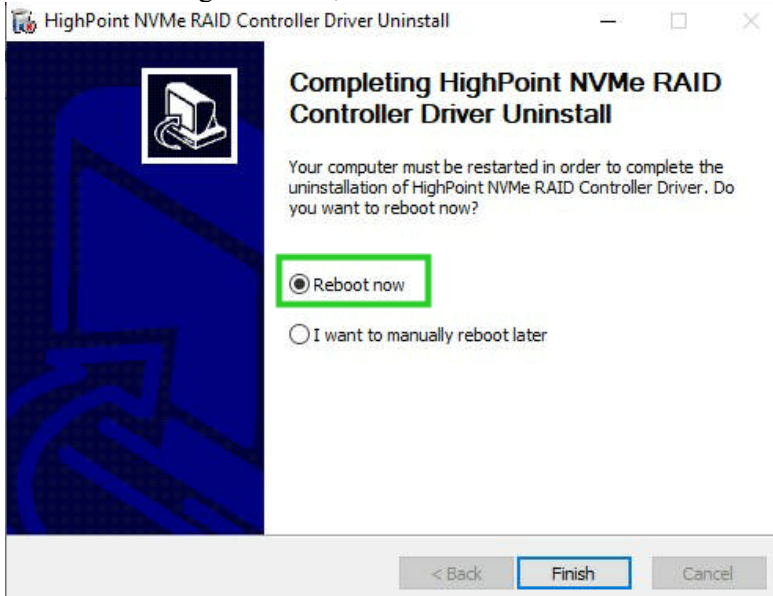 HighPoint NVMe RAID Controller Driver Uninstall
Completing HighPoint NVMe RAID
Controller Driver Uninstall
Your computer must be restarted in order to complete the
uninstallation of HighPoint NVMe RAID Controller Driver. Do
you want to reboot now?
Reboot now
I want to manually reboot later
< Back Finish Cancel